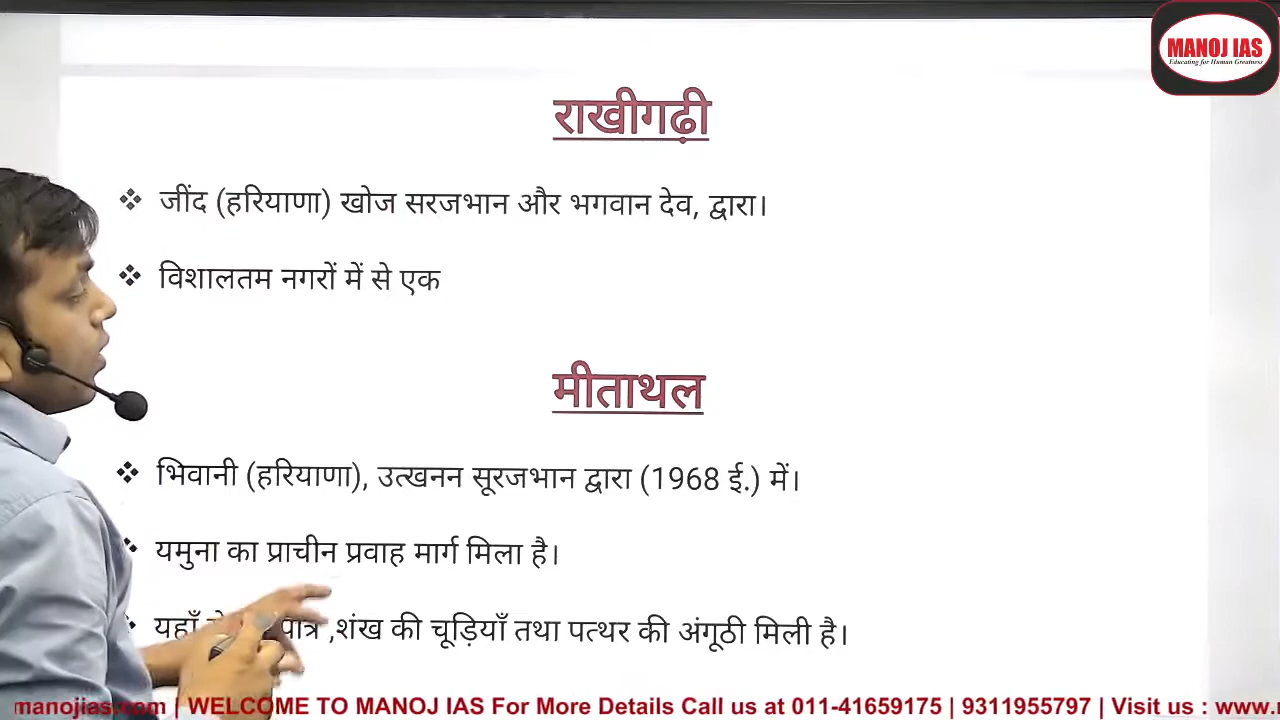 MANOJ IAS
Educating for Human Greatness
राखीगढ़ी
❖ जींद (हरियाणा) खोज सरजभान और भगवान देव, द्वारा।
❖ विशालतम नगरों में से एक
मीताथल
❖ भिवानी (हरियाणा), उत्खनन सूरजभान द्वारा (1968 ई.) में।
❖ यमुना का प्राचीन प्रवाह मार्ग मिला है।
यहाँ ,शंख की चूड़ियाँ तथा पत्थर की अंगूठी मिली है।
manojias.com | WELCOME TO MANOJ IAS For More Details Call us at 011-41659175 | 9311955797 | Visit us : www.